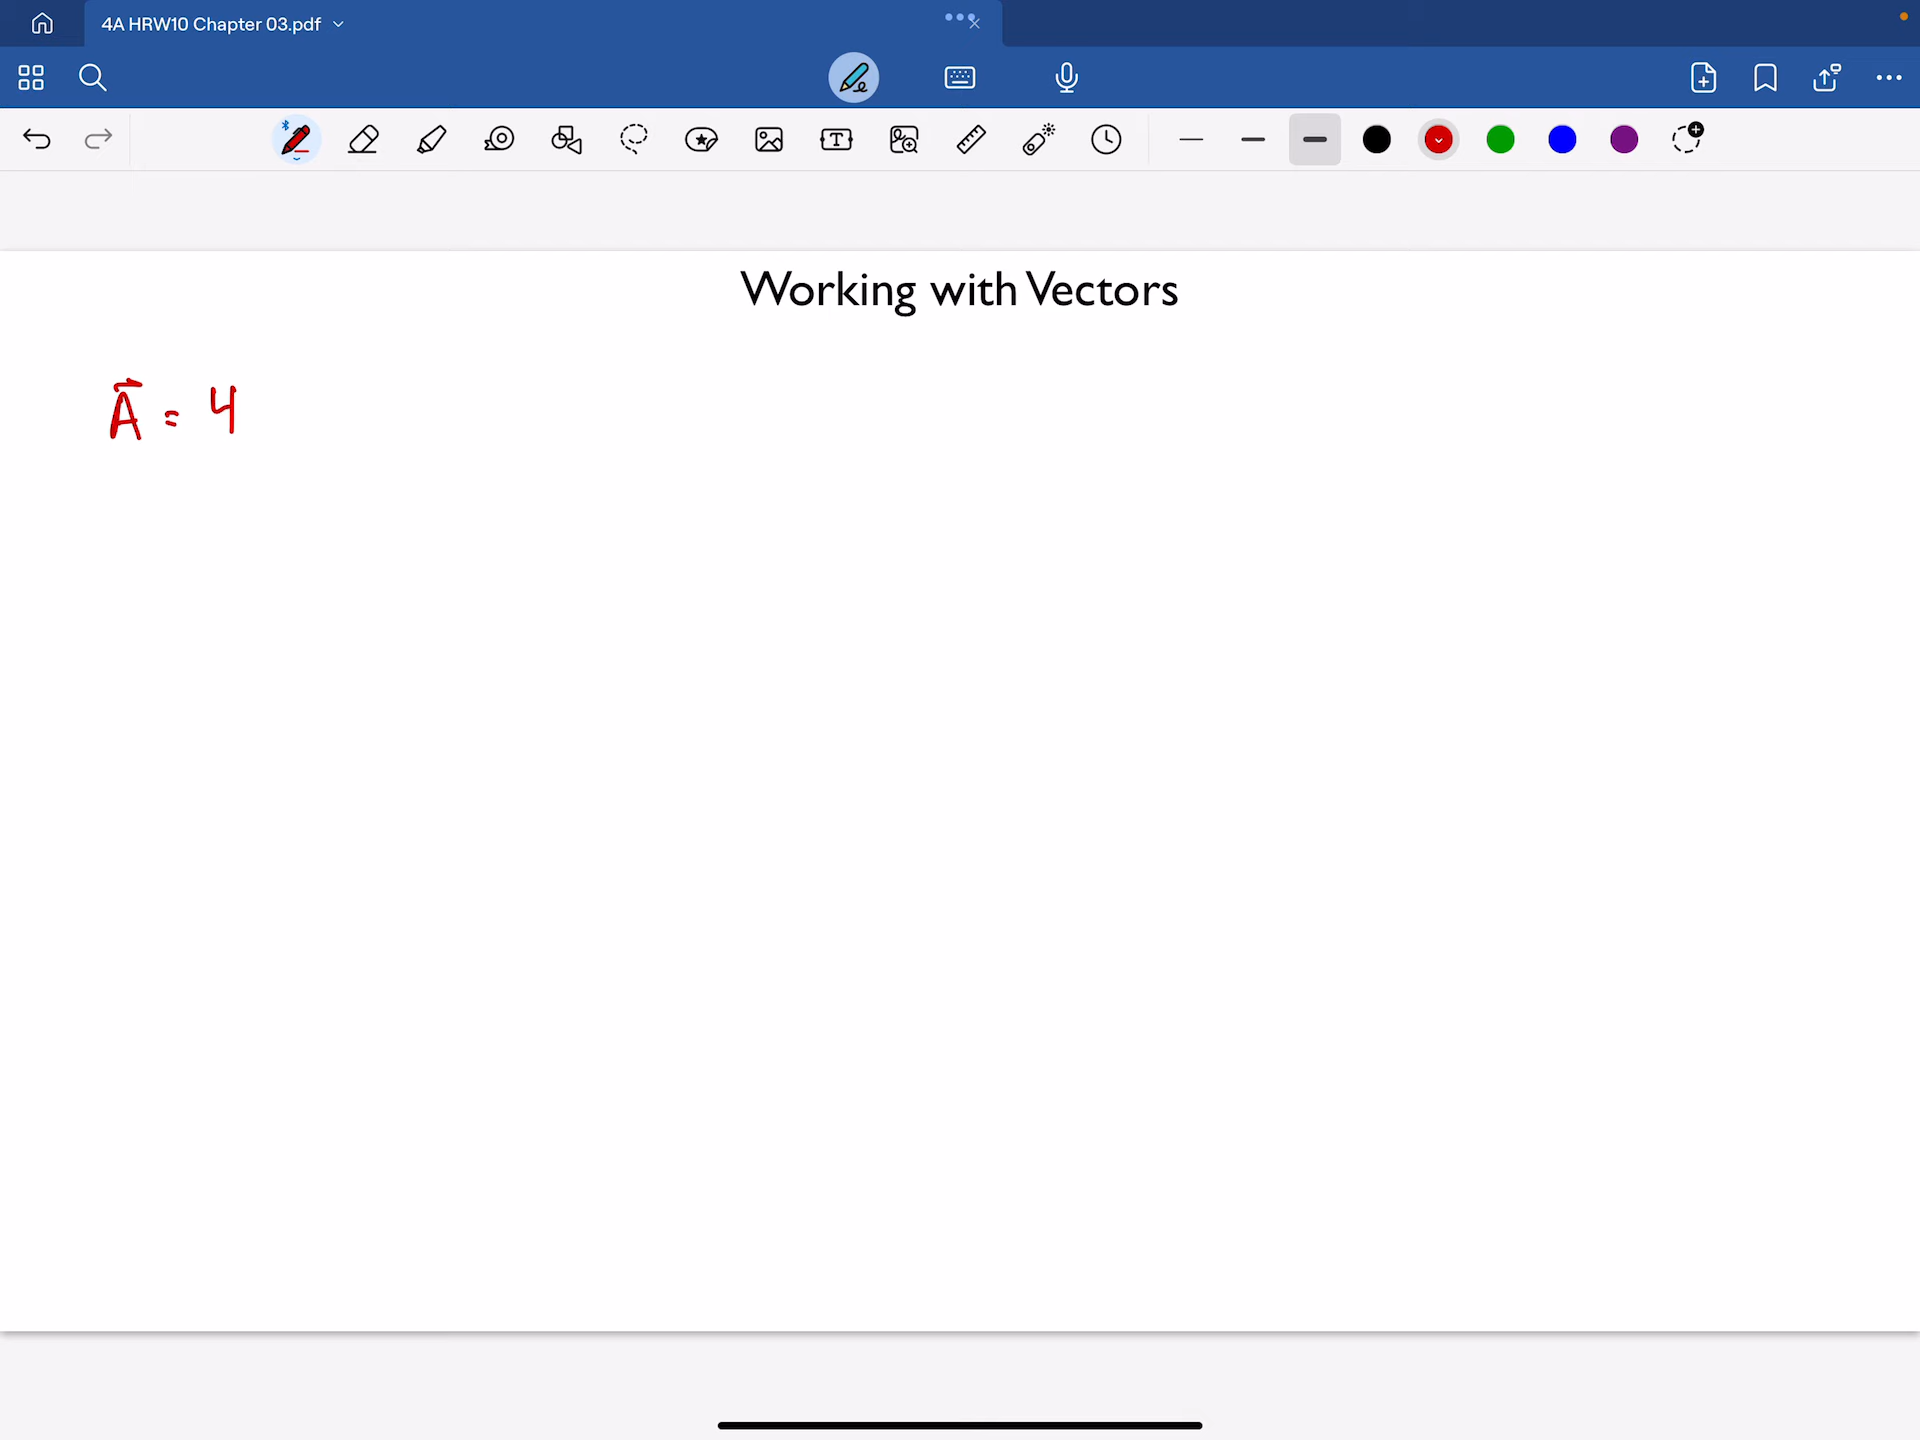 4A HRW10 Chapter 03.pdf
Working with Vectors
A⃗ = 4